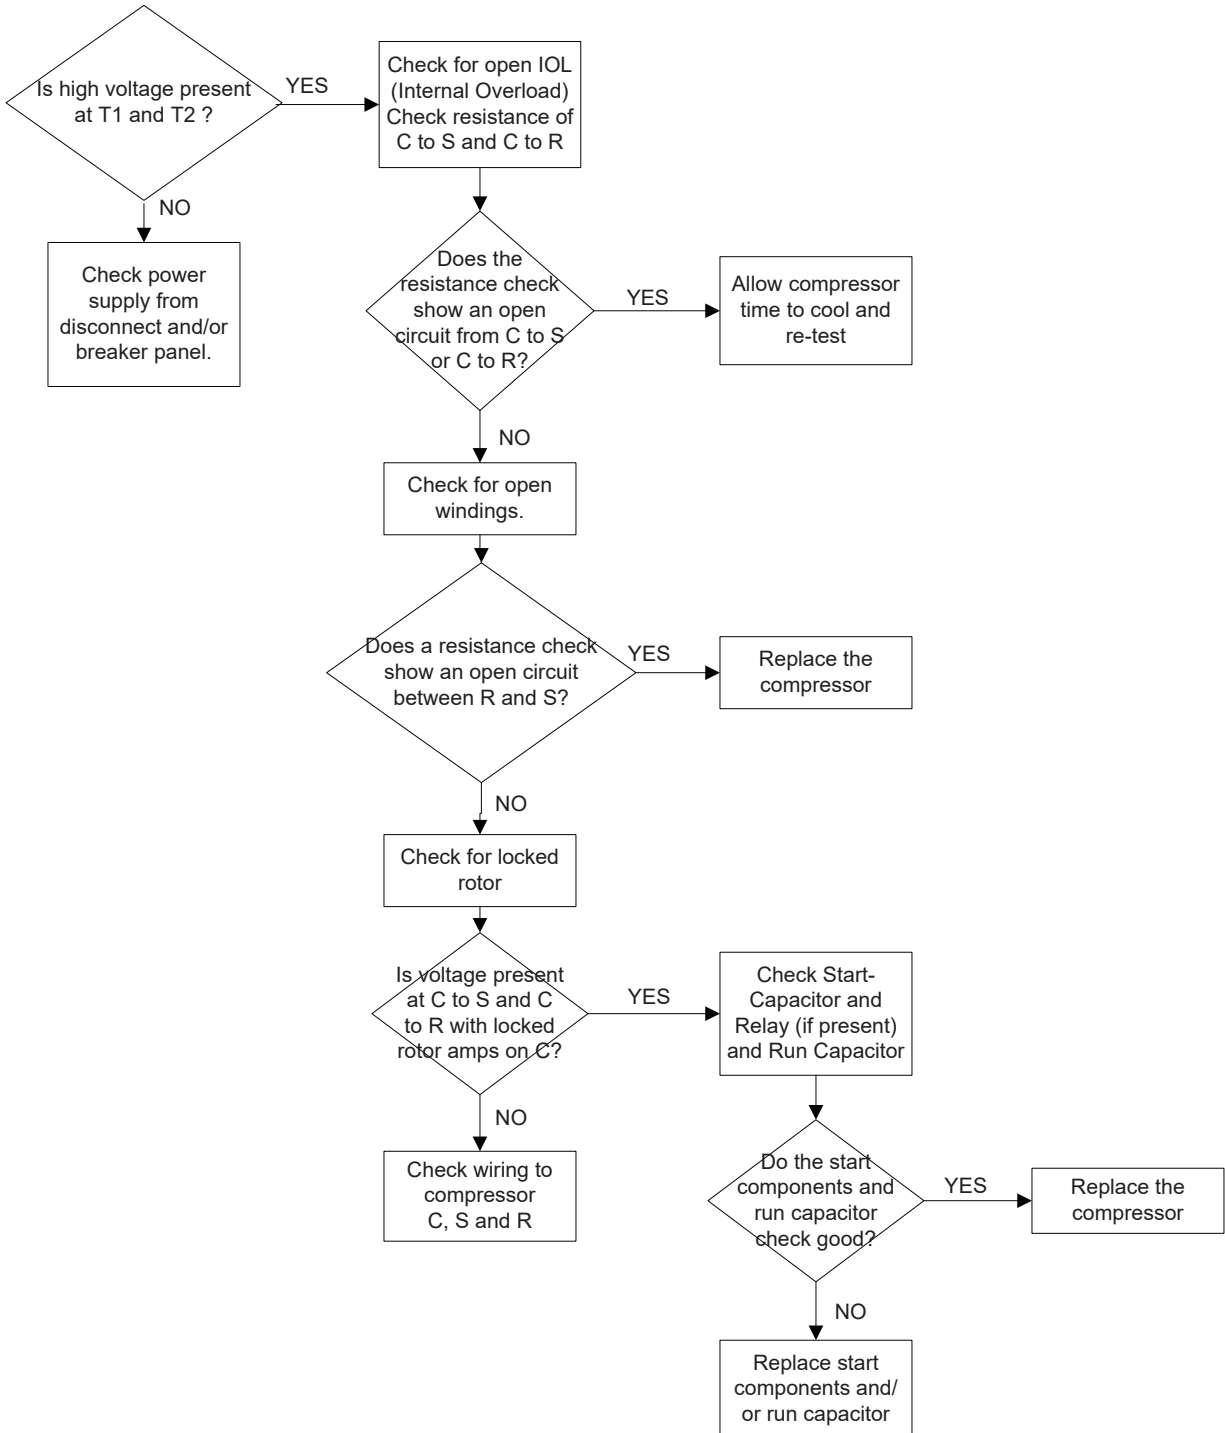 Is high voltage present
at T1 and T2 ?
YES
Check for open IOL
(Internal Overload)
Check resistance of
C to S and C to R
NO
Check power
supply from
disconnect and/or
breaker panel.
Does the
resistance check
show an open
circuit from C to S
or C to R?
YES
Allow compressor
time to cool and
re-test
NO
Check for open
windings.
Does a resistance check
show an open circuit
between R and S?
YES
Replace the
compressor
NO
Check for locked
rotor
Is voltage present
at C to S and C
to R with locked
rotor amps on C?
YES
Check Start-
Capacitor and
Relay (if present)
and Run Capacitor
NO
Check wiring to
compressor
C, S and R
Do the start
components and
run capacitor
check good?
YES
Replace the
compressor
NO
Replace start
components and/
or run capacitor